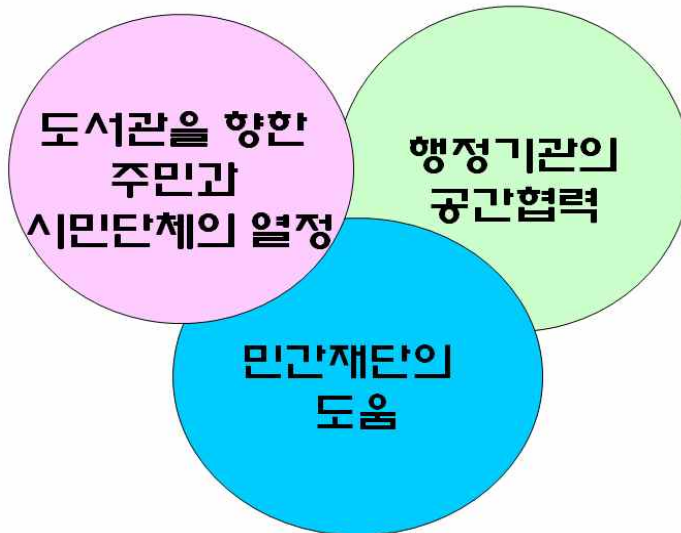 도서관을 향한
주민과
시민단체의 열정
행정기관의
공간협력
민간재단의
도움